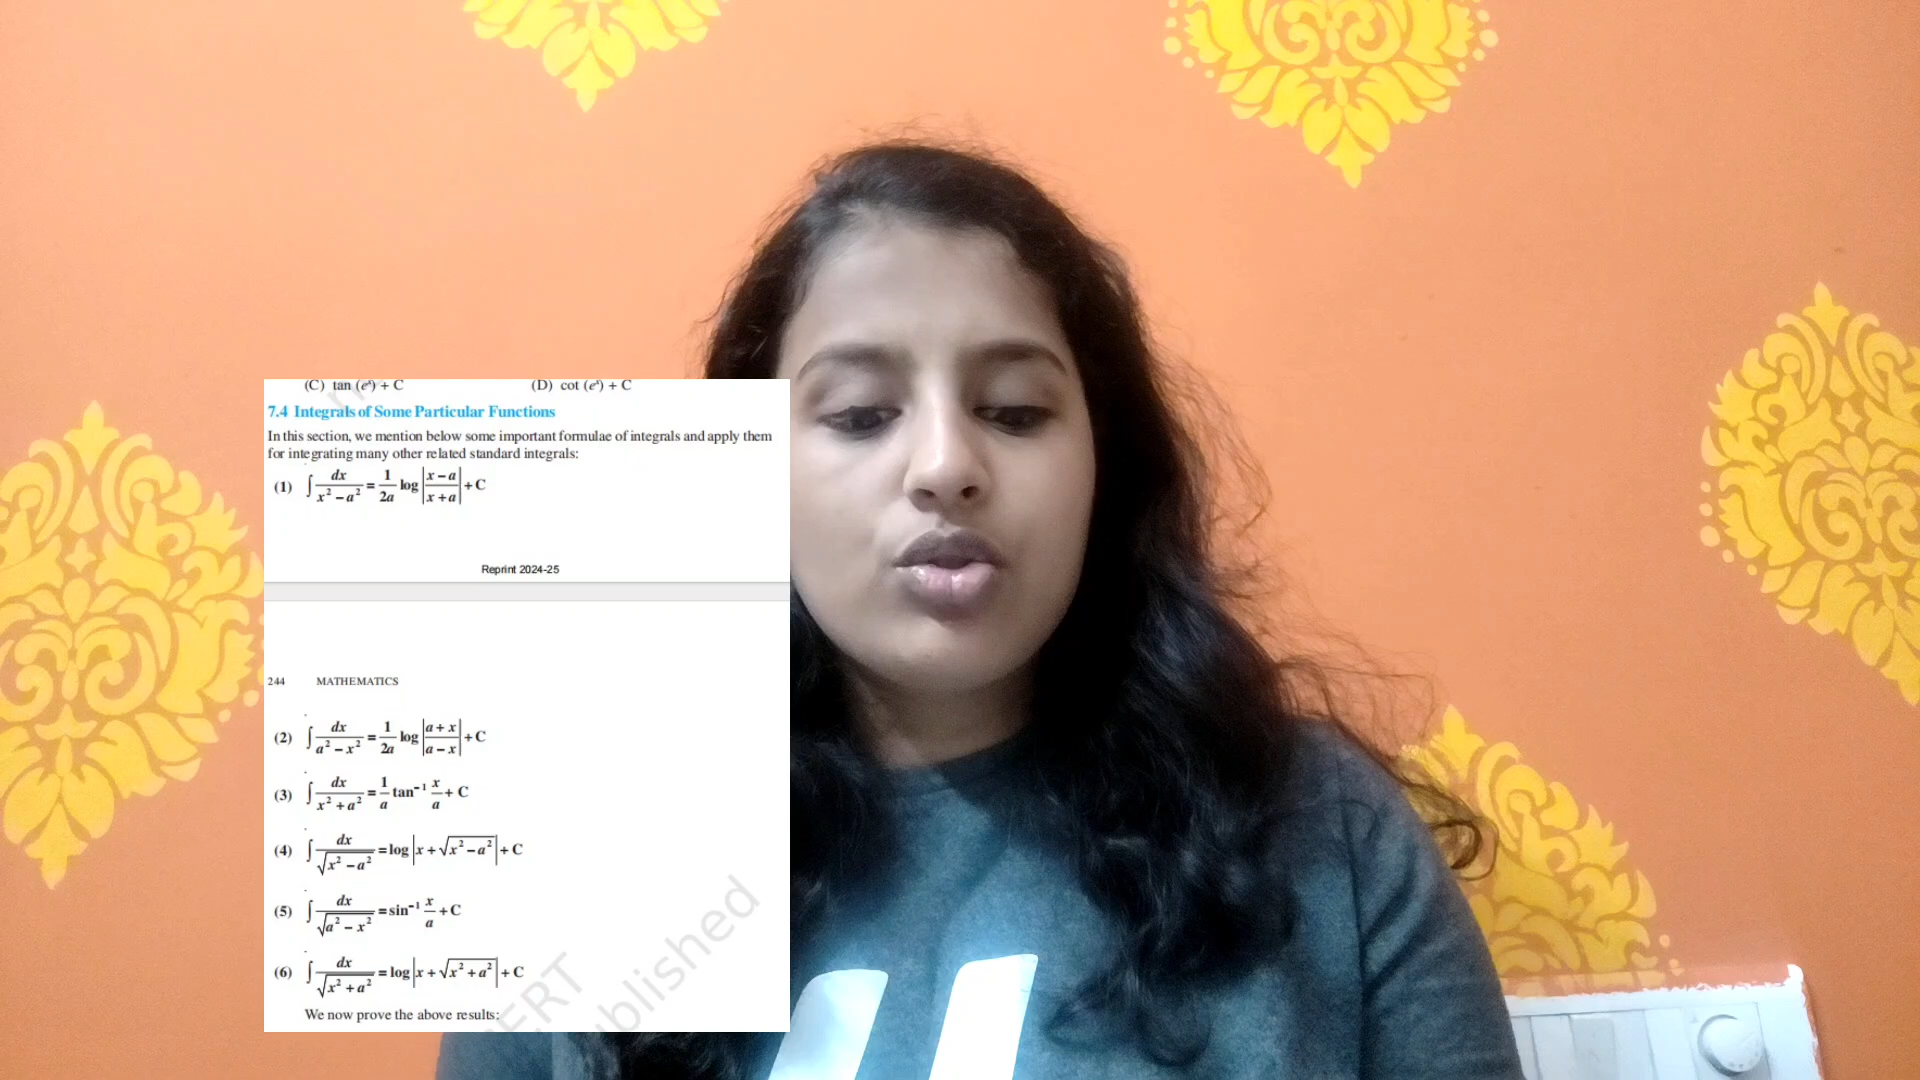 (C) tan (eˣ) + C (D) cot (eˣ) + C
7.4 Integrals of Some Particular Functions
In this section, we mention below some important formulae of integrals and apply them
for integrating many other related standard integrals:
(1) ∫ dx/(x² – a²) = 1/2a log |(x – a)/(x + a)| + C
Reprint 2024-25
244 MATHEMATICS
(2) ∫ dx/(a² – x²) = 1/2a log |(a + x)/(a – x)| + C
(3) ∫ dx/(x² + a²) = 1/a tan⁻¹ x/a + C
(4) ∫ dx/√(x² – a²) = log |x + √(x² – a²)| + C
(5) ∫ dx/√(a² – x²) = sin⁻¹ x/a + C
(6) ∫ dx/√(x² + a²) = log |x + √(x² + a²)| + C
We now prove the above results: